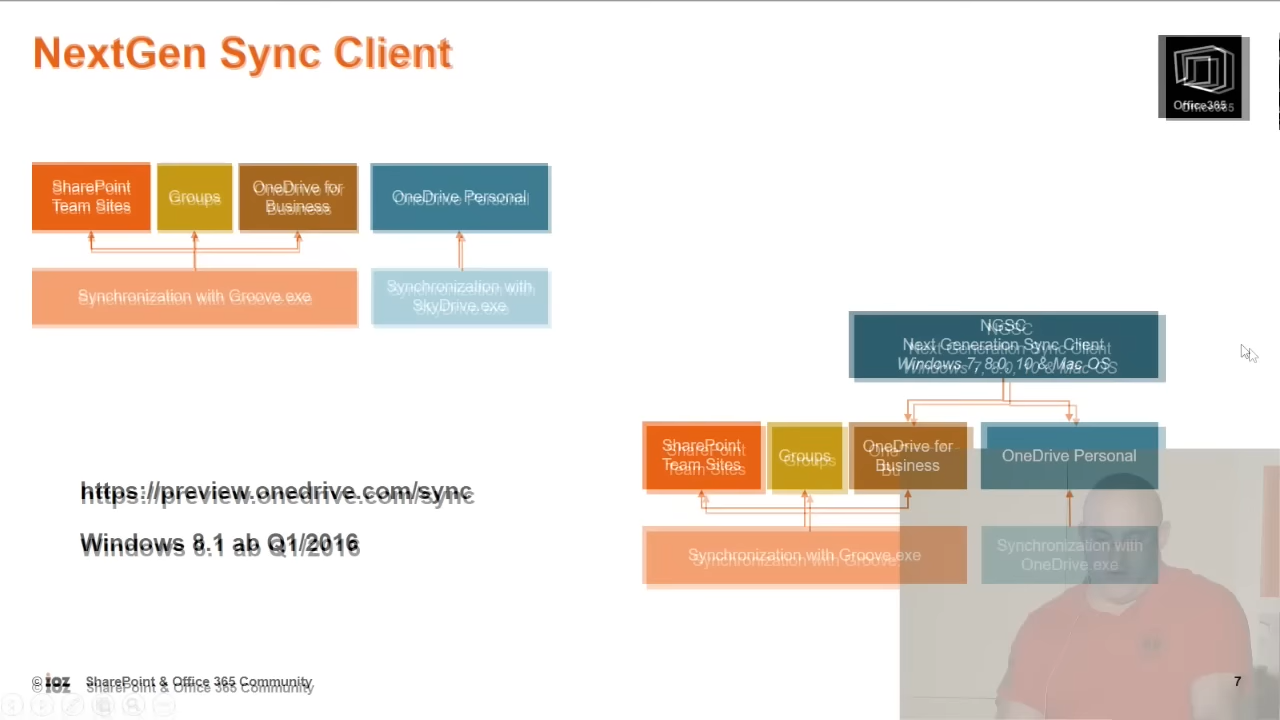 NextGen Sync Client
Office365
SharePoint
Team Sites
Groups
OneDrive for
Business
OneDrive Personal
Synchronization with Groove.exe
Synchronization with
SkyDrive.exe
NGSC
Next Generation Sync Client
Windows 7, 8.0, 10 & Mac OS
SharePoint
Team Sites
Groups
OneDrive for
Business
OneDrive Personal
Synchronization with Groove.exe
Synchronization with
OneDrive.exe
https://preview.onedrive.com/sync
Windows 8.1 ab Q1/2016
© ioz SharePoint & Office 365 Community
7